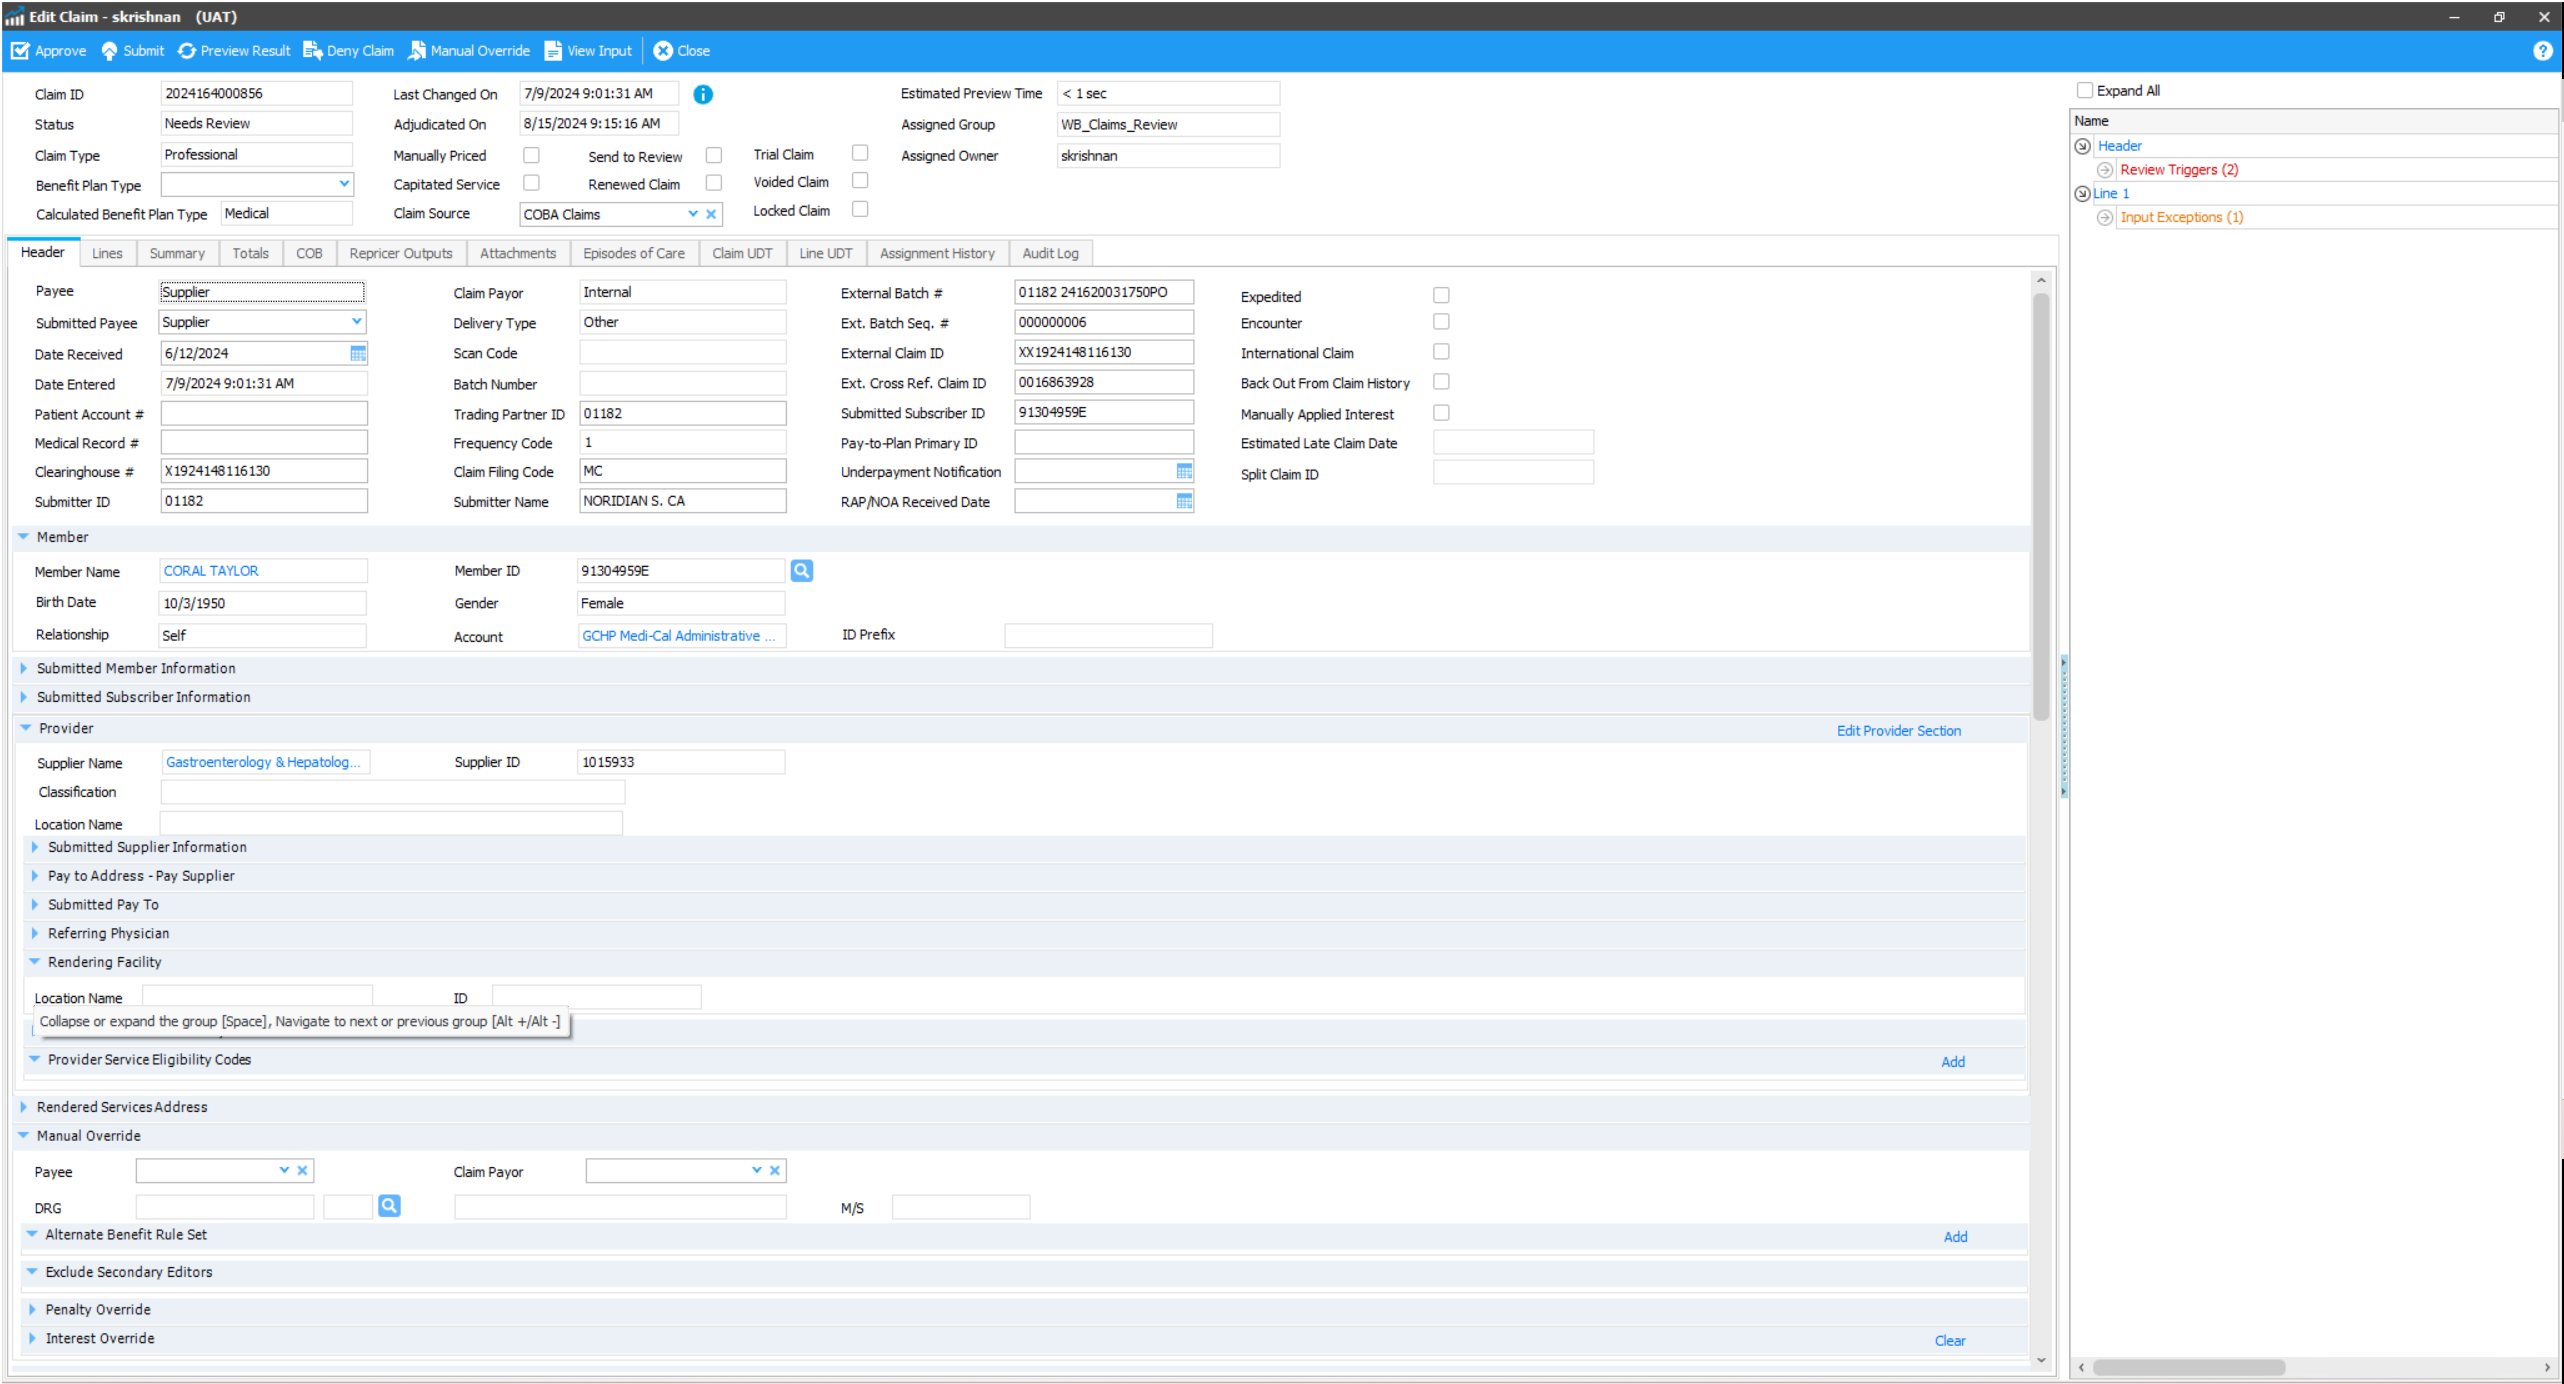 Edit Claim - skrishnan (UAT)
Approve Submit Preview Result Deny Claim Manual Override View Input Close
Claim ID 2024164000856 Last Changed On 7/9/2024 9:01:31 AM Estimated Preview Time < 1 sec
Status Needs Review Adjudicated On 8/15/2024 9:15:16 AM Assigned Group WB_Claims_Review
Claim Type Professional Manually Priced Send to Review Trial Claim Assigned Owner skrishnan
Benefit Plan Type Capitated Service Renewed Claim Voided Claim
Calculated Benefit Plan Type Medical Claim Source COBA Claims Locked Claim
Expand All
Name
Header
Review Triggers (2)
Line 1
Input Exceptions (1)
Header Lines Summary Totals COB Repricer Outputs Attachments Episodes of Care Claim UDT Line UDT Assignment History Audit Log
Payee Supplier Claim Payor Internal External Batch # 01182 241620031750PO Expedited
Submitted Payee Supplier Delivery Type Other Ext. Batch Seq. # 000000006 Encounter
Date Received 6/12/2024 Scan Code External Claim ID XX1924148116130 International Claim
Date Entered 7/9/2024 9:01:31 AM Batch Number Ext. Cross Ref. Claim ID 0016863928 Back Out From Claim History
Patient Account # Trading Partner ID 01182 Submitted Subscriber ID 91304959E Manually Applied Interest
Medical Record # Frequency Code 1 Pay-to-Plan Primary ID Estimated Late Claim Date
Clearinghouse # X1924148116130 Claim Filing Code MC Underpayment Notification Split Claim ID
Submitter ID 01182 Submitter Name NORIDIAN S. CA RAP/NOA Received Date
Member
Member Name CORAL TAYLOR Member ID 91304959E
Birth Date 10/3/1950 Gender Female
Relationship Self Account GCHP Medi-Cal Administrative ... ID Prefix
Submitted Member Information
Submitted Subscriber Information
Provider Edit Provider Section
Supplier Name Gastroenterology & Hepatolog... Supplier ID 1015933
Classification
Location Name
Submitted Supplier Information
Pay to Address - Pay Supplier
Submitted Pay To
Referring Physician
Rendering Facility
Location Name ID
Collapse or expand the group [Space], Navigate to next or previous group [Alt +/Alt -]
Provider Service Eligibility Codes Add
Rendered Services Address
Manual Override
Payee Claim Payor
DRG M/S
Alternate Benefit Rule Set Add
Exclude Secondary Editors
Penalty Override
Interest Override Clear